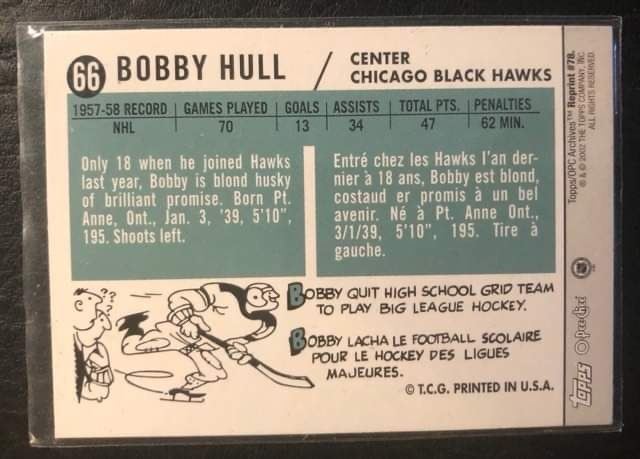 66 BOBBY HULL / CENTER
CHICAGO BLACK HAWKS
1957-58 RECORD | GAMES PLAYED | GOALS | ASSISTS | TOTAL PTS. | PENALTIES
NHL 70 13 34 47 62 MIN.
Only 18 when he joined Hawks
last year, Bobby is blond husky
of brilliant promise. Born Pt.
Anne, Ont., Jan. 3, '39, 5'10",
195. Shoots left.
Entré chez les Hawks l'an der-
nier à 18 ans, Bobby est blond,
costaud er promis à un bel
avenir. Né à Pt. Anne Ont.,
3/1/39, 5'10", 195. Tire à
gauche.
???
BOBBY QUIT HIGH SCHOOL GRID TEAM
TO PLAY BIG LEAGUE HOCKEY.
BOBBY LACHA LE FOOTBALL SCOLAIRE
POUR LE HOCKEY DES LIGUES
MAJEURES.
© T.C.G. PRINTED IN U.S.A.
Topps/OPC Archives™ Reprint #78.
® & © 2002 THE TOPPS COMPANY, INC.
ALL RIGHTS RESERVED.
topps O-Pee-Chee